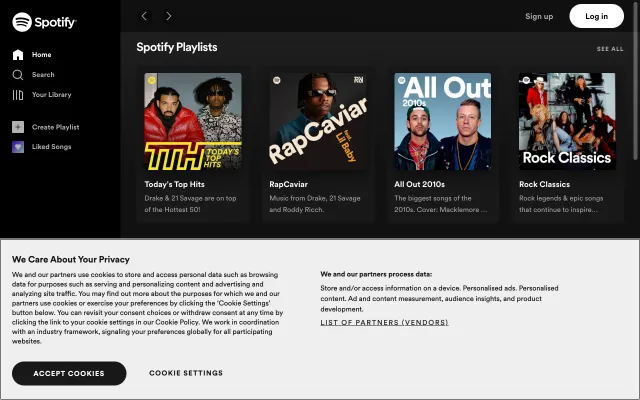 Spotify
Sign up
Log in
Home
Search
Your Library
Create Playlist
Liked Songs
Spotify Playlists
SEE ALL
TTH TODAY'S TOP HITS
RapCaviar
feat. Lil Baby
All Out
2010s
Rock Classics
Today's Top Hits
Drake & 21 Savage are on top
of the Hottest 50!
RapCaviar
Music from Drake, 21 Savage
and Roddy Ricch.
All Out 2010s
The biggest songs of the
2010s. Cover: Macklemore ...
Rock Classics
Rock legends & epic songs
that continue to inspire...
We Care About Your Privacy
We and our partners use cookies to store and access personal data such as browsing
data for purposes such as serving and personalizing content and advertising and
analyzing site traffic. You may find out more about the purposes for which we and our
partners use cookies or exercise your preferences by clicking the 'Cookie Settings'
button below. You can revisit your consent choices or withdraw consent at any time by
clicking the link to your cookie settings in our Cookie Policy. We work in coordination
with an industry framework, signaling your preferences globally for all participating
websites.
We and our partners process data:
Store and/or access information on a device. Personalised ads. Personalised
content. Ad and content measurement, audience insights, and product
development.
LIST OF PARTNERS (VENDORS)
ACCEPT COOKIES
COOKIE SETTINGS